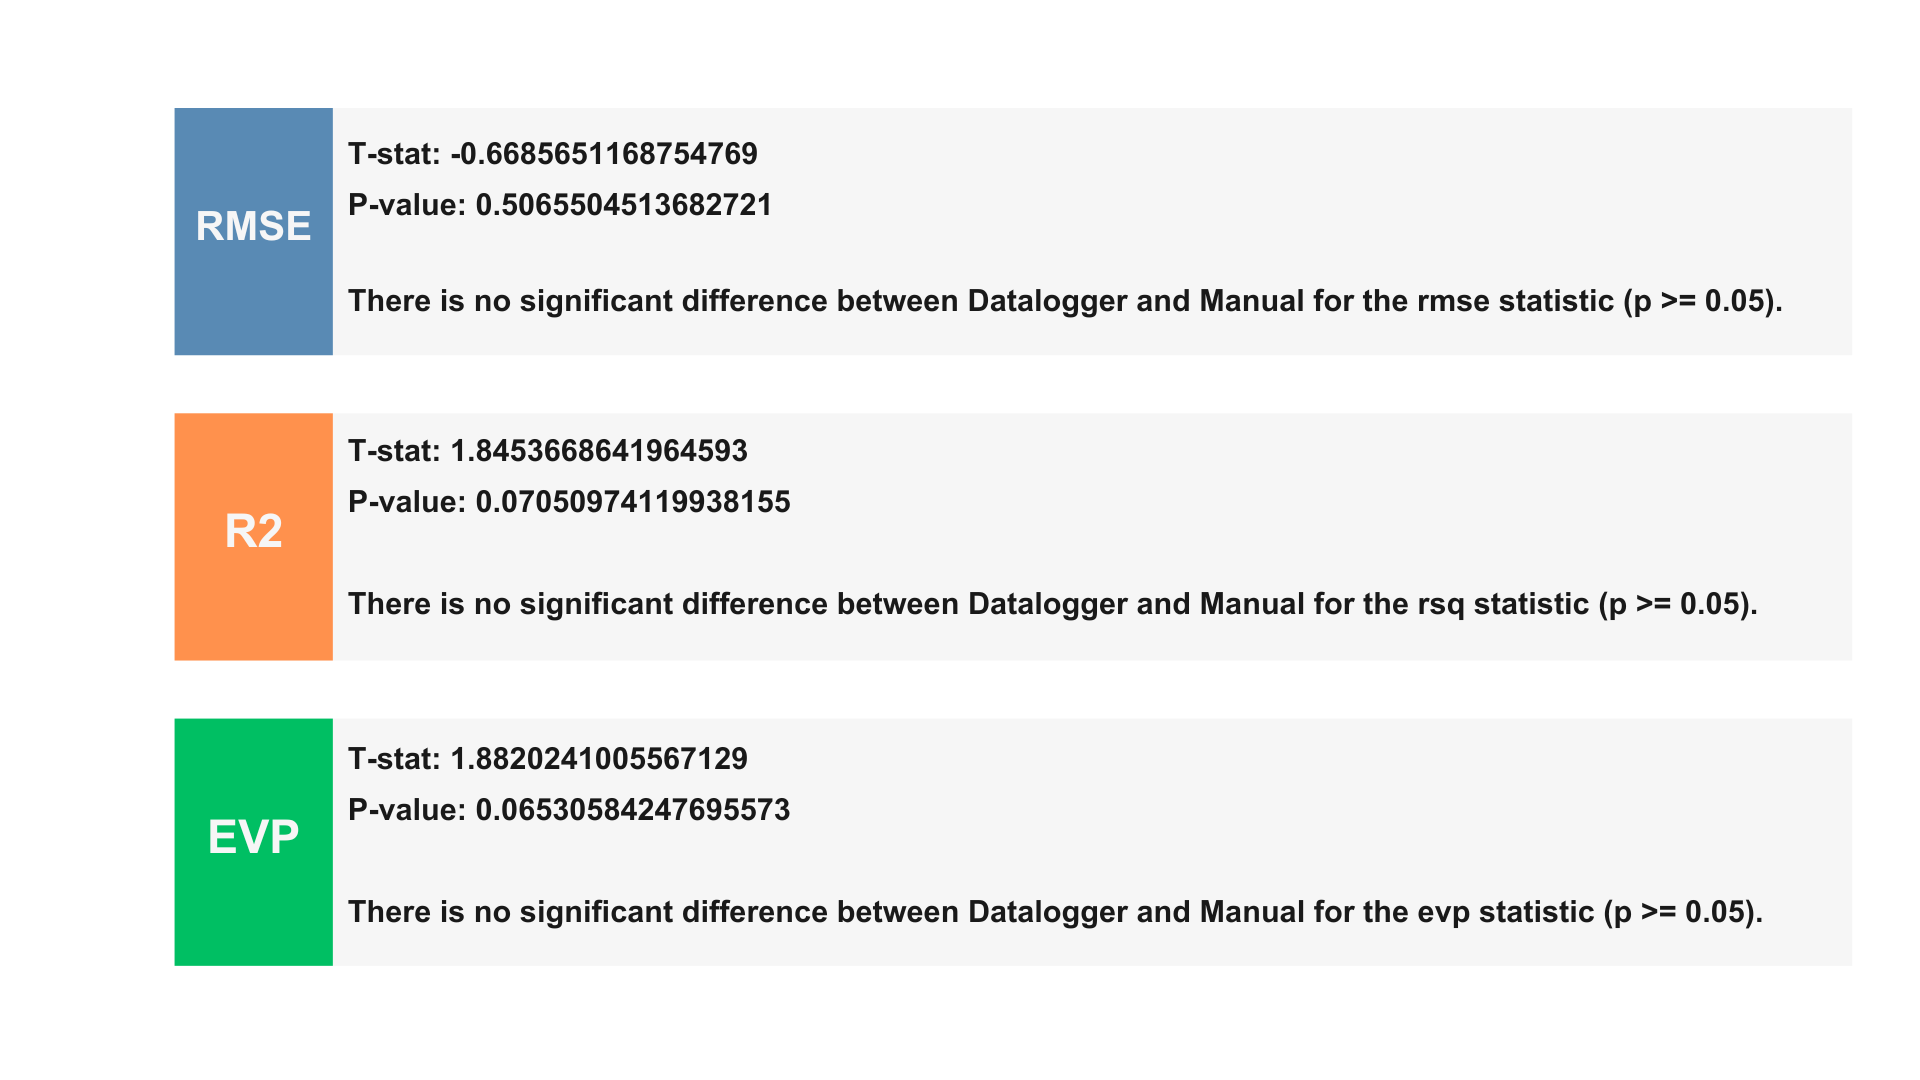 RMSE
T-stat: -0.6685651168754769
P-value: 0.5065504513682721
There is no significant difference between Datalogger and Manual for the rmse statistic (p >= 0.05).
R2
T-stat: 1.8453668641964593
P-value: 0.07050974119938155
There is no significant difference between Datalogger and Manual for the rsq statistic (p >= 0.05).
EVP
T-stat: 1.8820241005567129
P-value: 0.06530584247695573
There is no significant difference between Datalogger and Manual for the evp statistic (p >= 0.05).